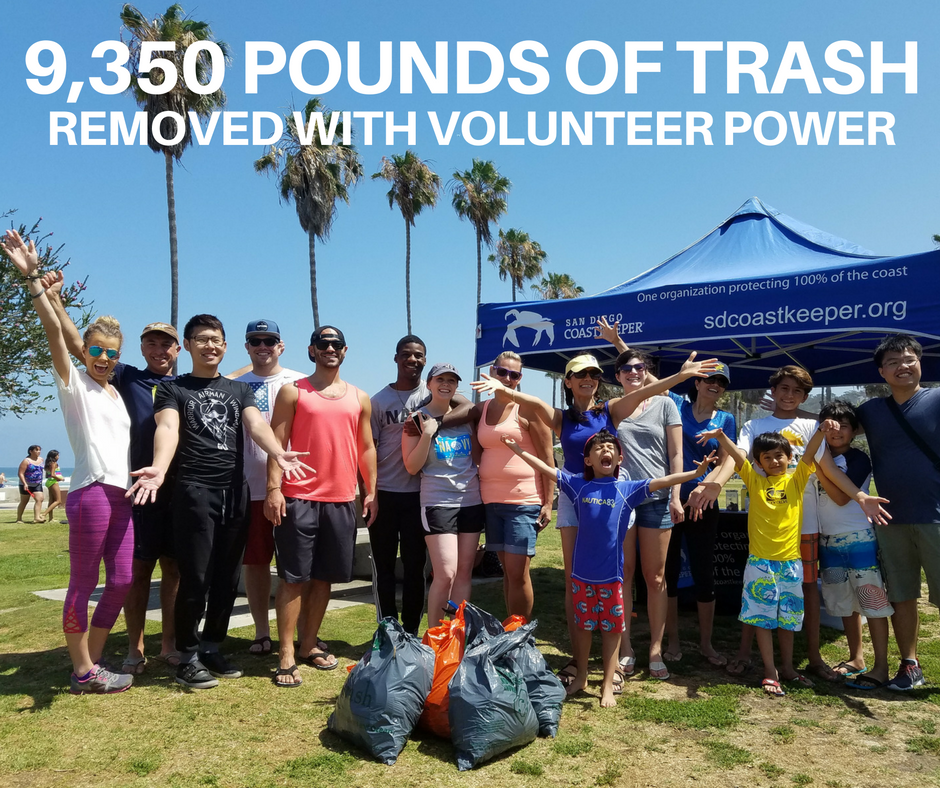 9,350 POUNDS OF TRASH
REMOVED WITH VOLUNTEER POWER
One organization protecting 100% of the coast
SAN DIEGO
COASTKEEPER
sdcoastkeeper.org
NAUTICA83